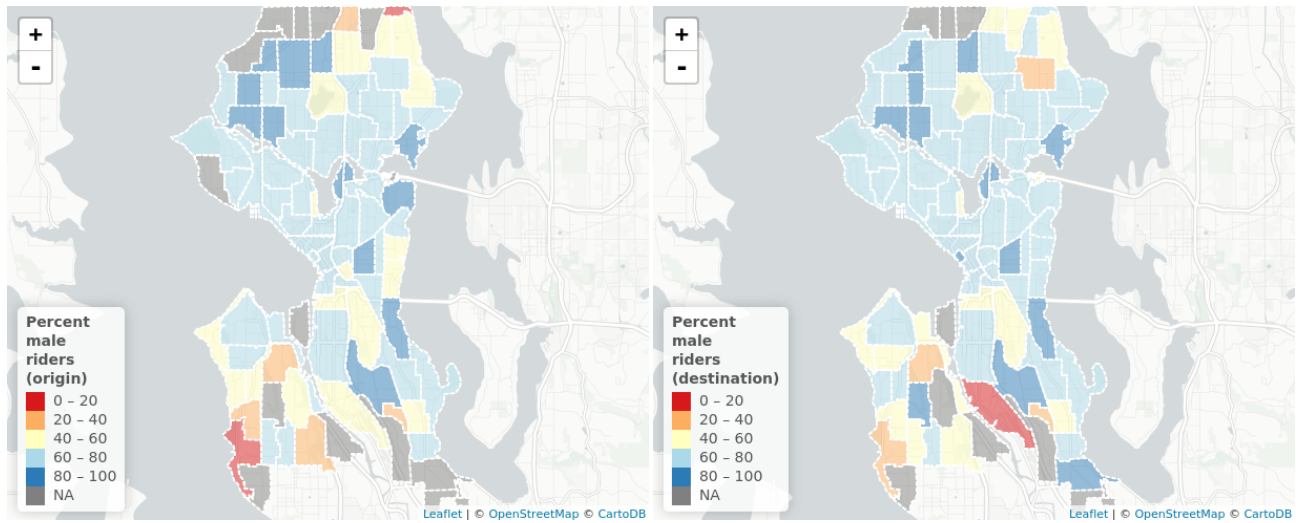 +
-
Percent
male
riders
(origin)
0 – 20
20 – 40
40 – 60
60 – 80
80 – 100
NA
Leaflet | © OpenStreetMap © CartoDB
+
-
Percent
male
riders
(destination)
0 – 20
20 – 40
40 – 60
60 – 80
80 – 100
NA
Leaflet | © OpenStreetMap © CartoDB